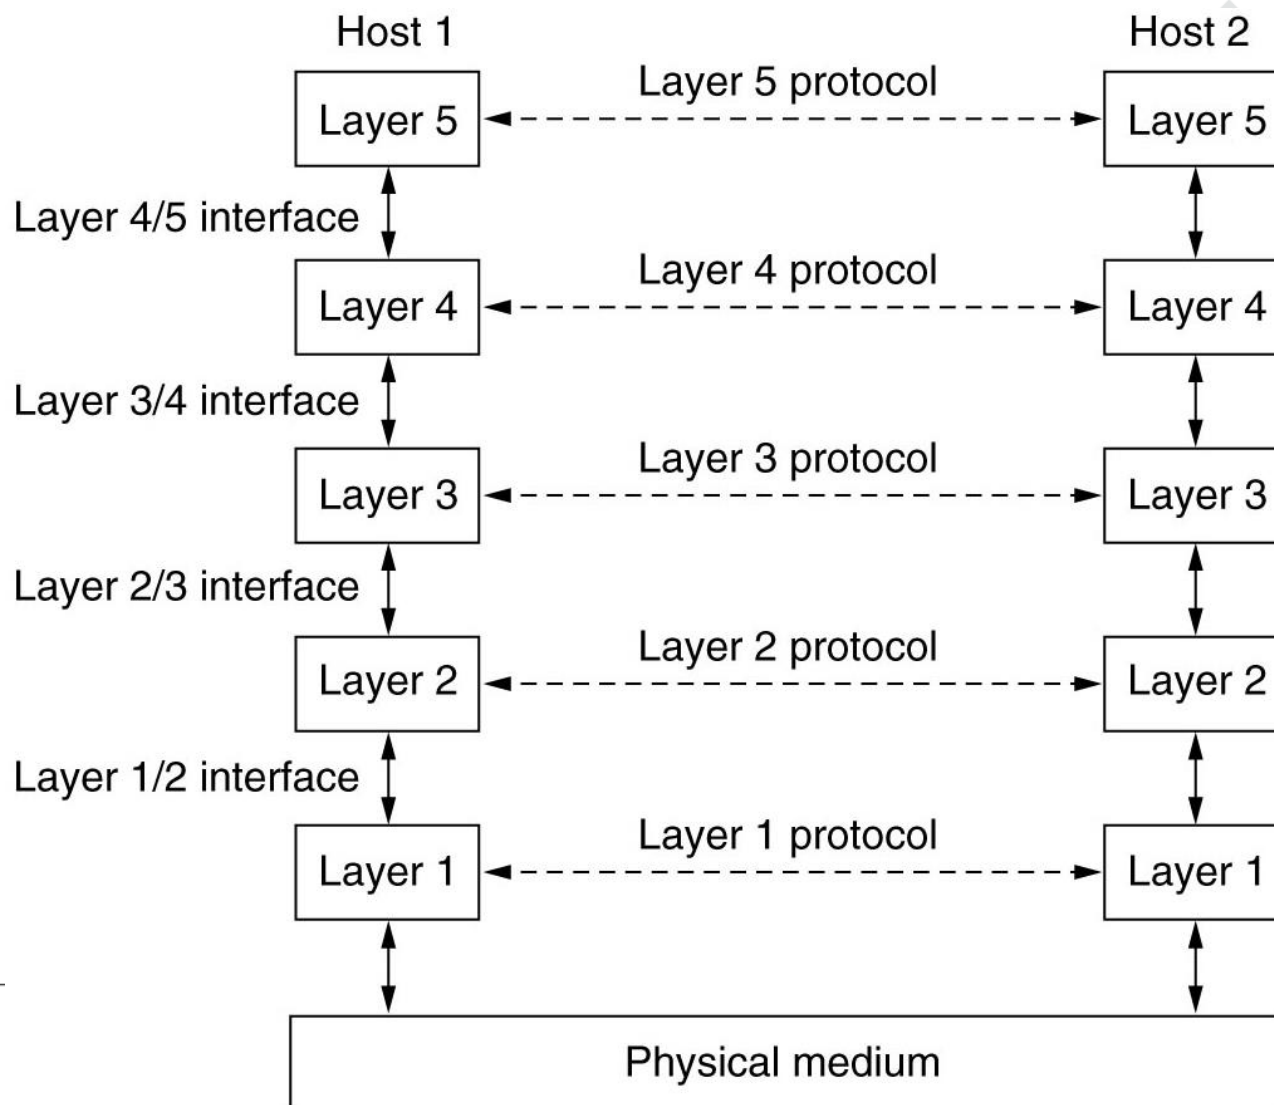 Host 1 Host 2
Layer 5 protocol
Layer 5 Layer 5
Layer 4/5 interface
Layer 4 protocol
Layer 4 Layer 4
Layer 3/4 interface
Layer 3 protocol
Layer 3 Layer 3
Layer 2/3 interface
Layer 2 protocol
Layer 2 Layer 2
Layer 1/2 interface
Layer 1 protocol
Layer 1 Layer 1
Physical medium